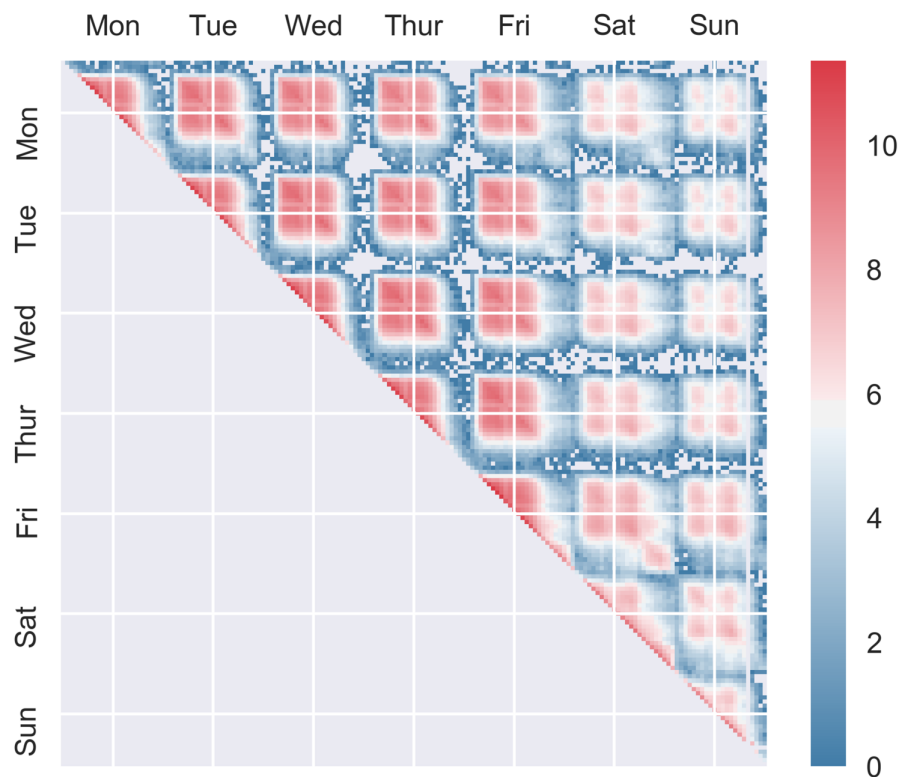 Mon Tue Wed Thur Fri Sat Sun
Mon
Tue
Wed
Thur
Fri
Sat
Sun
10
8
6
4
2
0